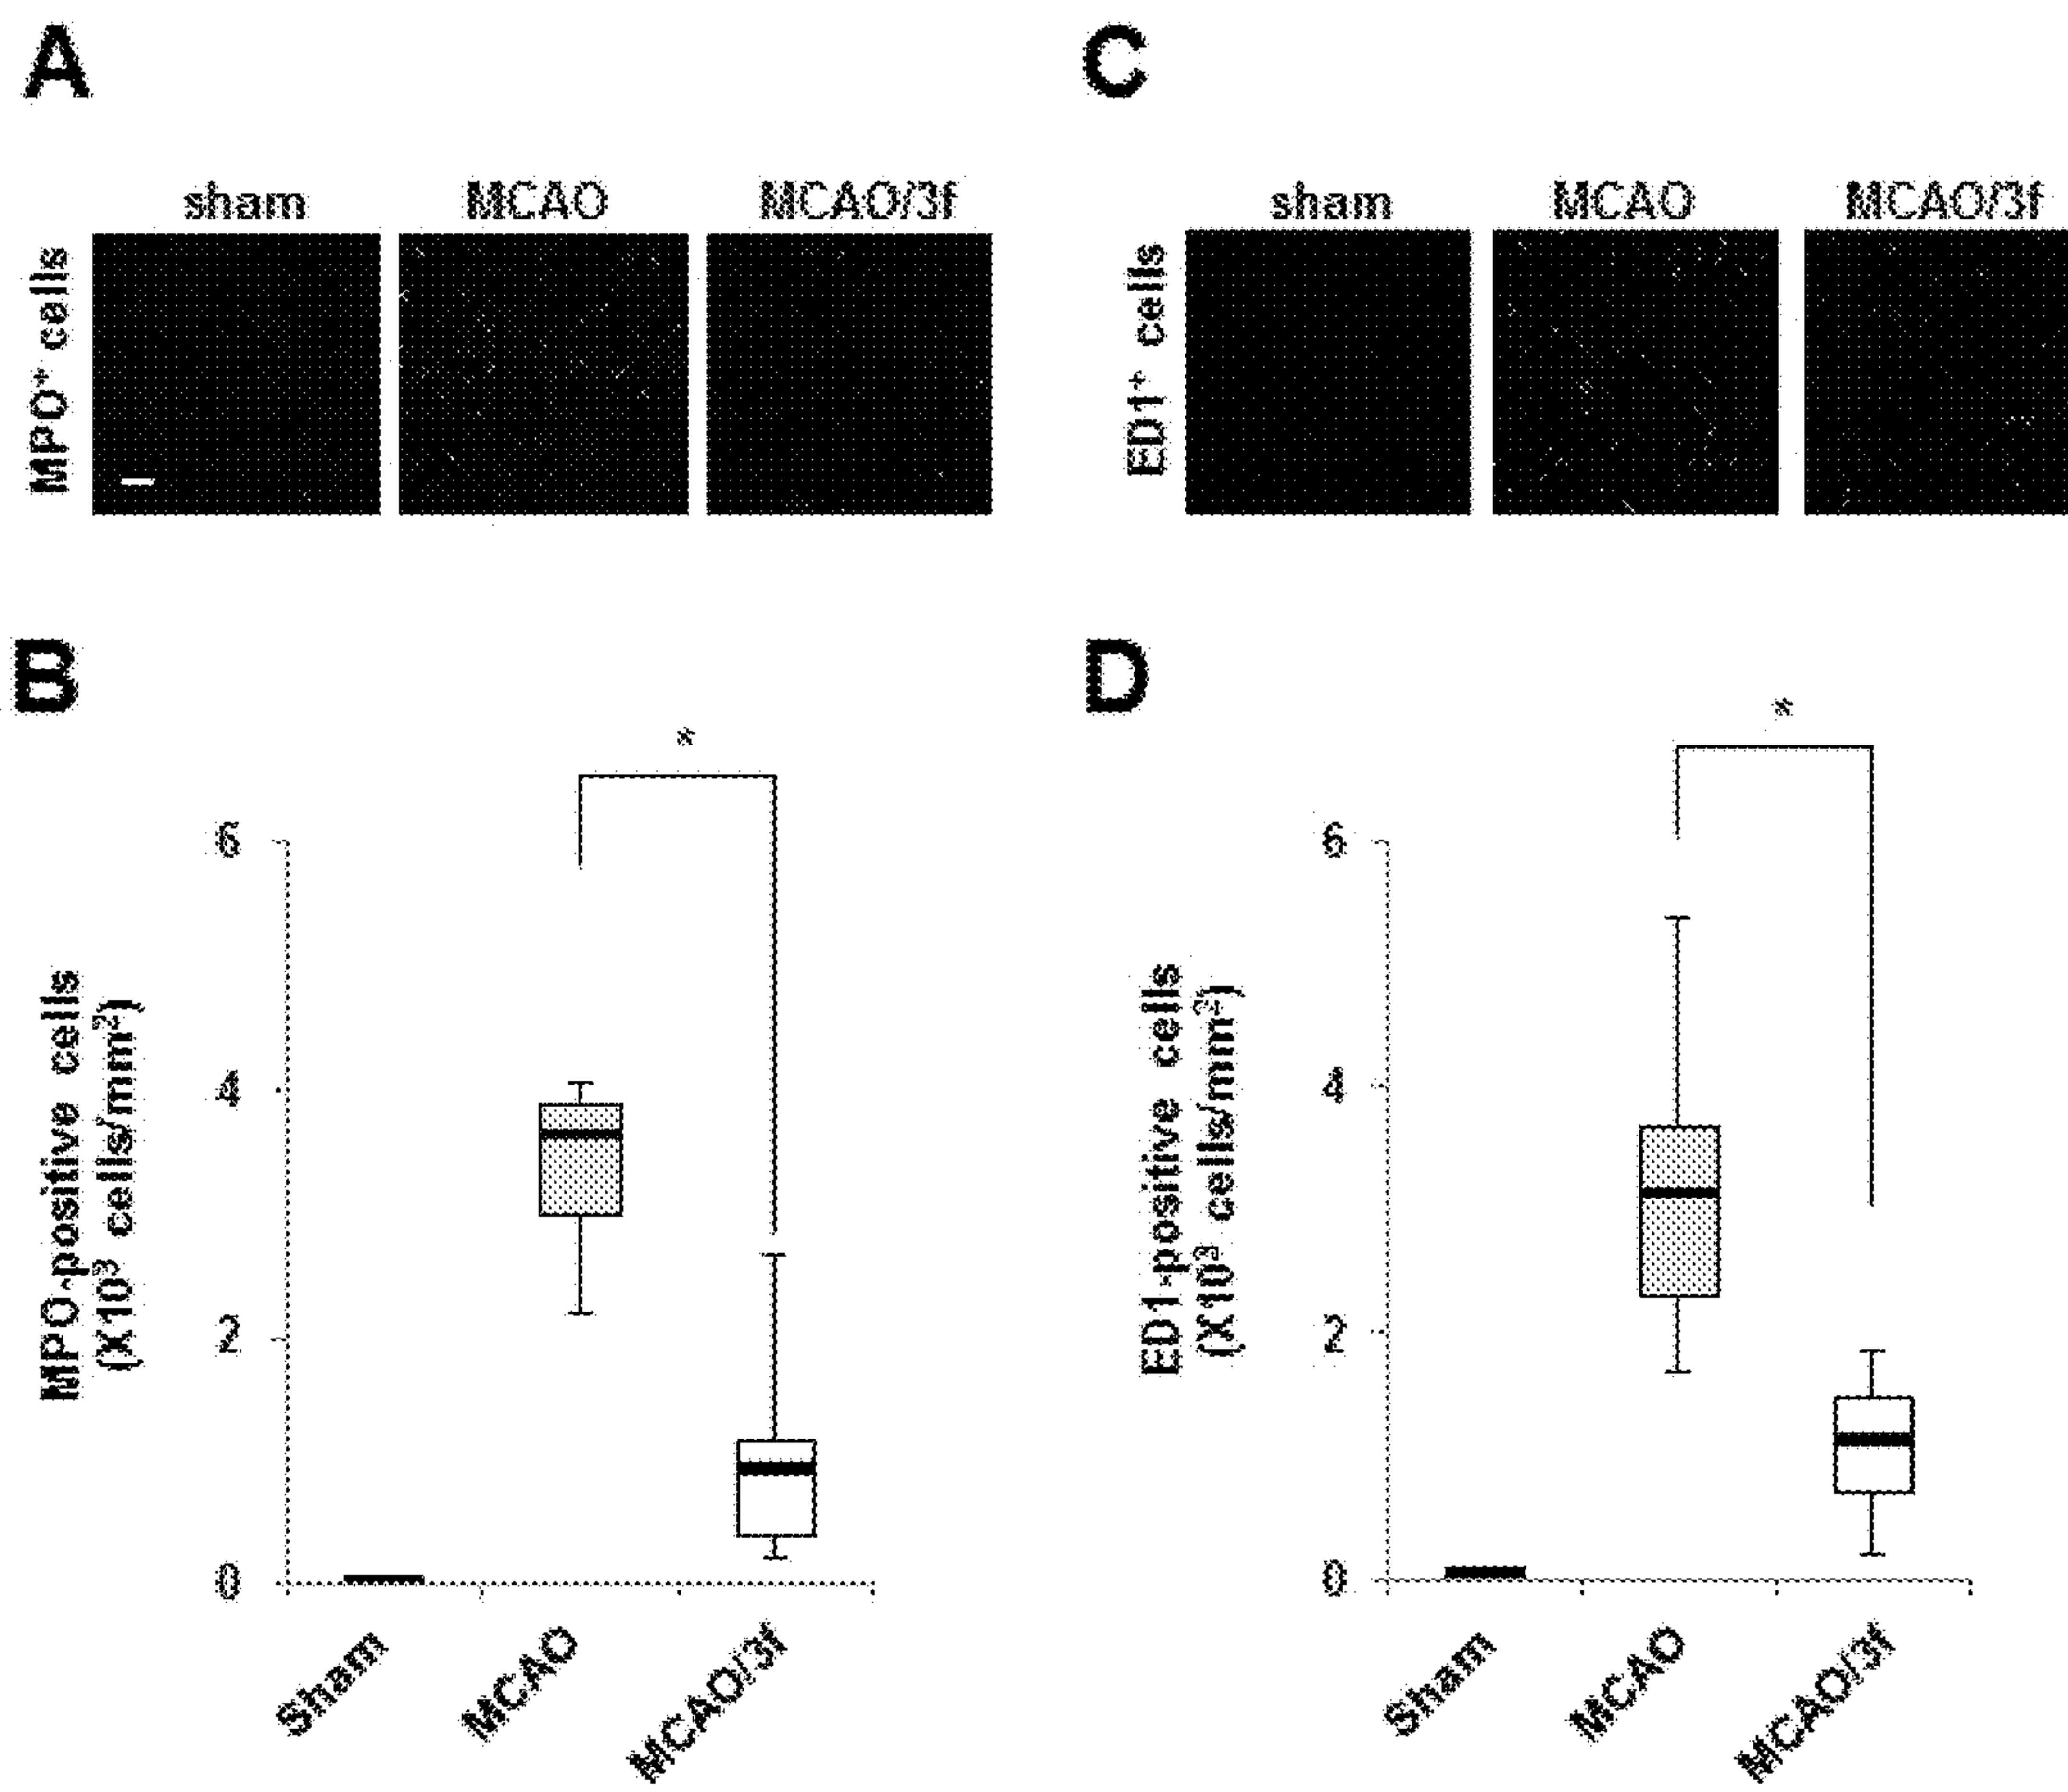 A
sham MCAO MCAO/3f
MPO⁺ cells
C
sham MCAO MCAO/3f
ED1⁺ cells
B
*
MPO-positive cells
(X10³ cells/mm²)
6
4
2
0
Sham
MCAO
MCAO/3f
D
*
ED1-positive cells
(X10³ cells/mm²)
6
4
2
0
Sham
MCAO
MCAO/3f